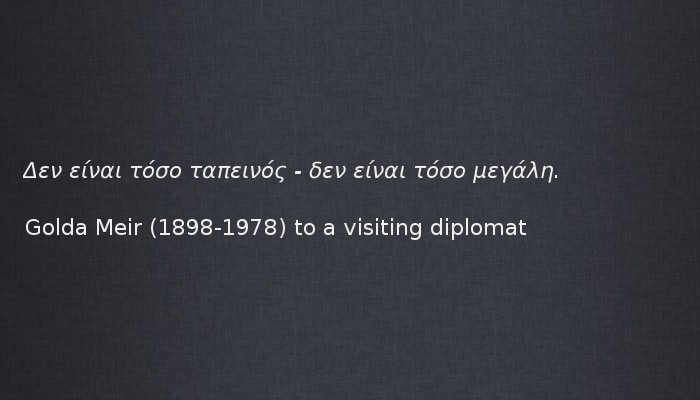 Δεν είναι τόσο ταπεινός - δεν είναι τόσο μεγάλη.
Golda Meir (1898-1978) to a visiting diplomat